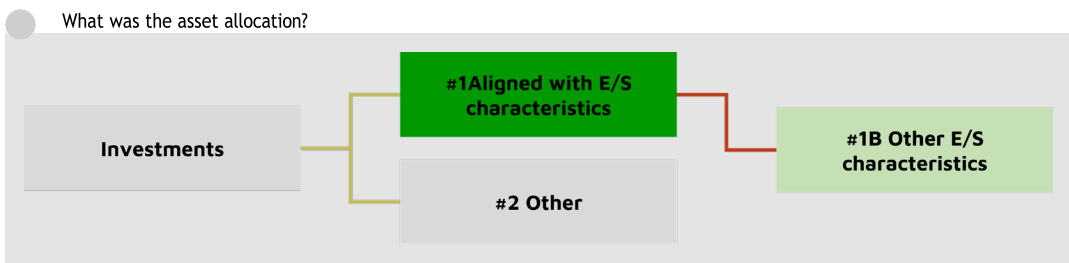 What was the asset allocation?
#1Aligned with E/S
characteristics
Investments
#1B Other E/S
characteristics
#2 Other